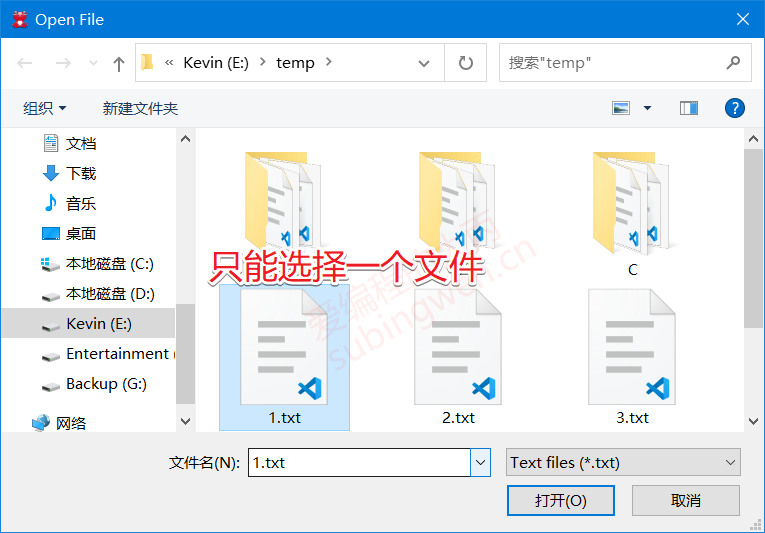 Open File
« Kevin (E:) > temp >
搜索"temp"
组织
新建文件夹
文档
下载
音乐
桌面
本地磁盘 (C:)
本地磁盘 (D:)
Kevin (E:)
Entertainment (
Backup (G:)
网络
C
只能选择一个文件
爱编程
subingwen.cn
1.txt
2.txt
3.txt
文件名(N):
1.txt
Text files (*.txt)
打开(O)
取消